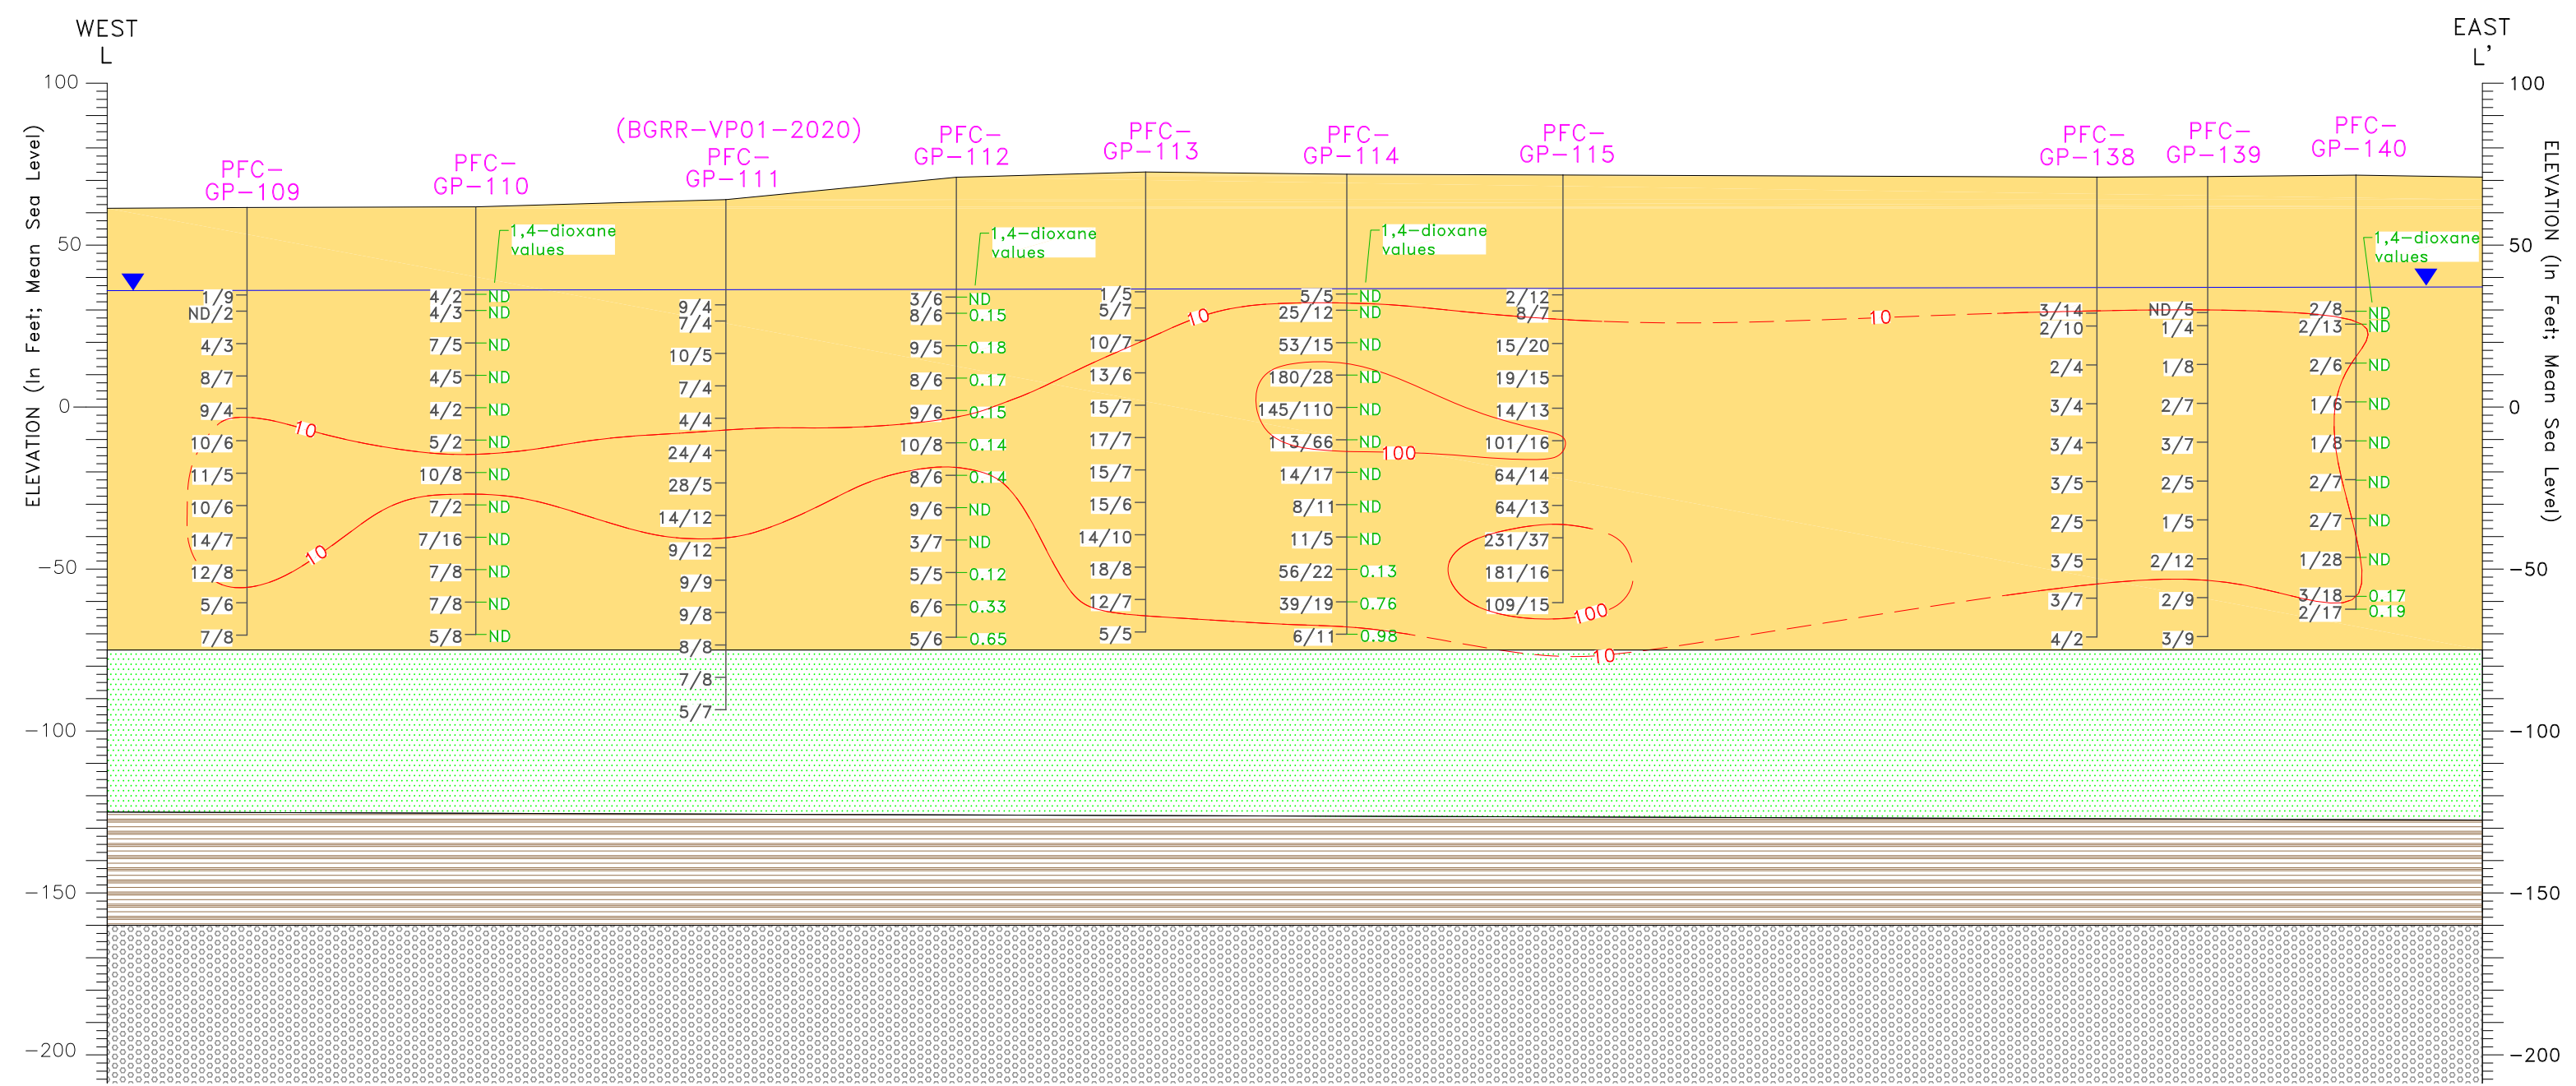 WEST
L
EAST
L'
ELEVATION (In Feet; Mean Sea Level)
100
50
0
-50
-100
-150
-200
PFC-
GP-109
1/9
ND/2
4/3
8/7
9/4
10/6
11/5
10/6
14/7
12/8
5/6
7/8
10
10
PFC-
GP-110
1,4-dioxane
values
4/2 ND
4/3 ND
7/5 ND
4/5 ND
4/2 ND
5/2 ND
10/8 ND
7/2 ND
7/16 ND
7/8 ND
7/8 ND
5/8 ND
(BGRR-VP01-2020)
PFC-
GP-111
9/4
7/4
10/5
7/4
4/4
24/4
28/5
14/12
9/12
9/9
9/8
8/8
7/8
5/7
PFC-
GP-112
1,4-dioxane
values
3/6 ND
8/6 0.15
9/5 0.18
8/6 0.17
9/6 0.15
10/8 0.14
8/6 0.14
9/6 ND
3/7 ND
5/5 0.12
6/6 0.33
5/6 0.65
PFC-
GP-113
1/5
5/7
10/7
13/6
15/7
17/7
15/7
15/6
14/10
18/8
12/7
5/5
10
PFC-
GP-114
1,4-dioxane
values
5/5 ND
25/12 ND
53/15 ND
180/28 ND
145/110 ND
113/66 ND
14/17 ND
8/11 ND
11/5 ND
56/22 0.13
39/19 0.76
6/11 0.98
100
PFC-
GP-115
2/12
8/7
15/20
19/15
14/13
101/16
64/14
64/13
231/37
181/16
109/15
100
10
10
PFC-
GP-138
3/14
2/10
2/4
3/4
3/4
3/5
2/5
3/5
3/7
4/2
PFC-
GP-139
ND/5
1/4
1/8
2/7
3/7
2/5
1/5
2/12
2/9
3/9
PFC-
GP-140
1,4-dioxane
values
2/8 ND
2/13 ND
2/6 ND
1/6 ND
1/8 ND
2/7 ND
2/7 ND
1/28 ND
3/18 0.17
2/17 0.19
100
50
0
-50
-100
-150
-200
ELEVATION (In Feet; Mean Sea Level)